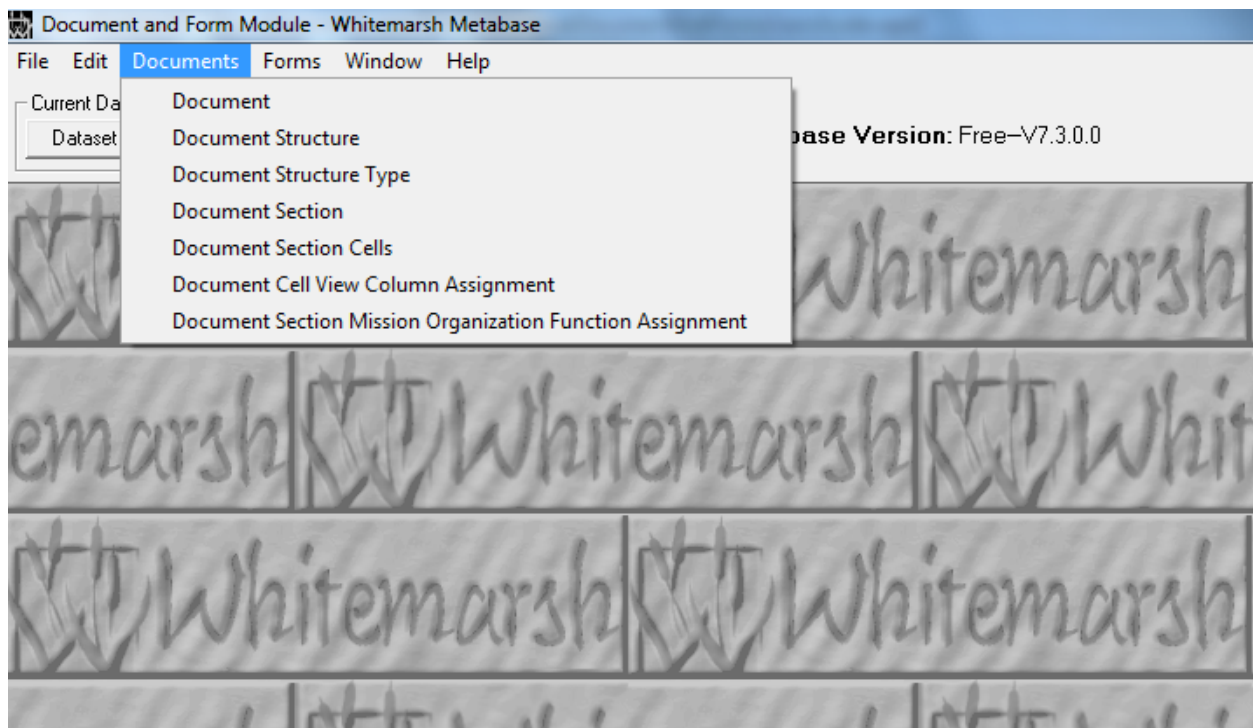 Document and Form Module - Whitemarsh Metabase
File Edit Documents Forms Window Help
Current Da
Document
Document Structure
Dataset
base Version: Free-V7.3.0.0
Document Structure Type
Document Section
Document Section Cells
Document Cell View Column Assignment
Document Section Mission Organization Function Assignment
Whitemarsh
emarsh Whitemarsh Whit
Whitemarsh Whitemarsh